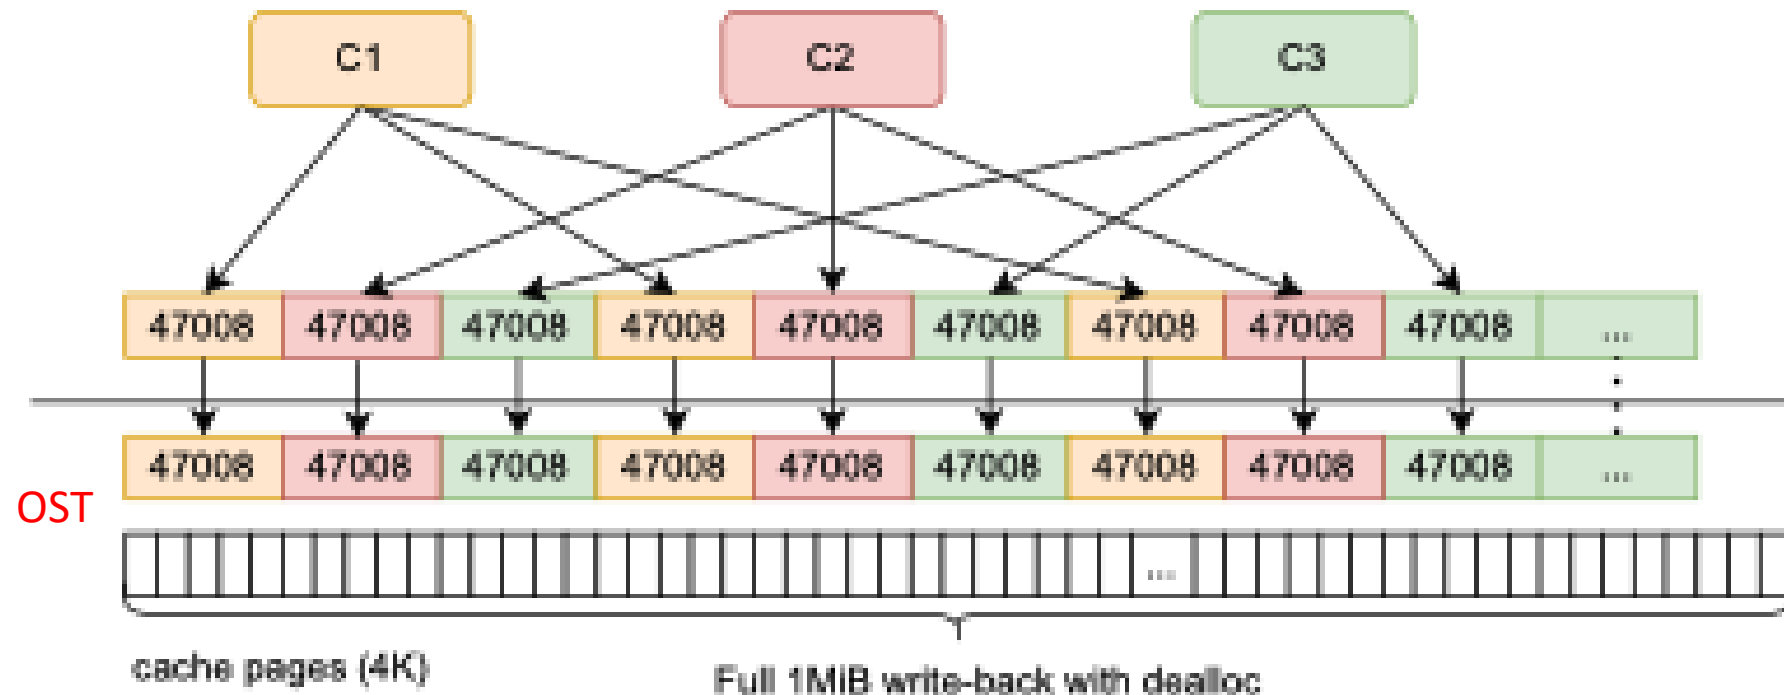 C1 C2 C3
47008 47008 47008 47008 47008 47008 47008 47008 47008 ...
47008 47008 47008 47008 47008 47008 47008 47008 47008 ...
OST
...
cache pages (4K)
Full 1MiB write-back with dealloc